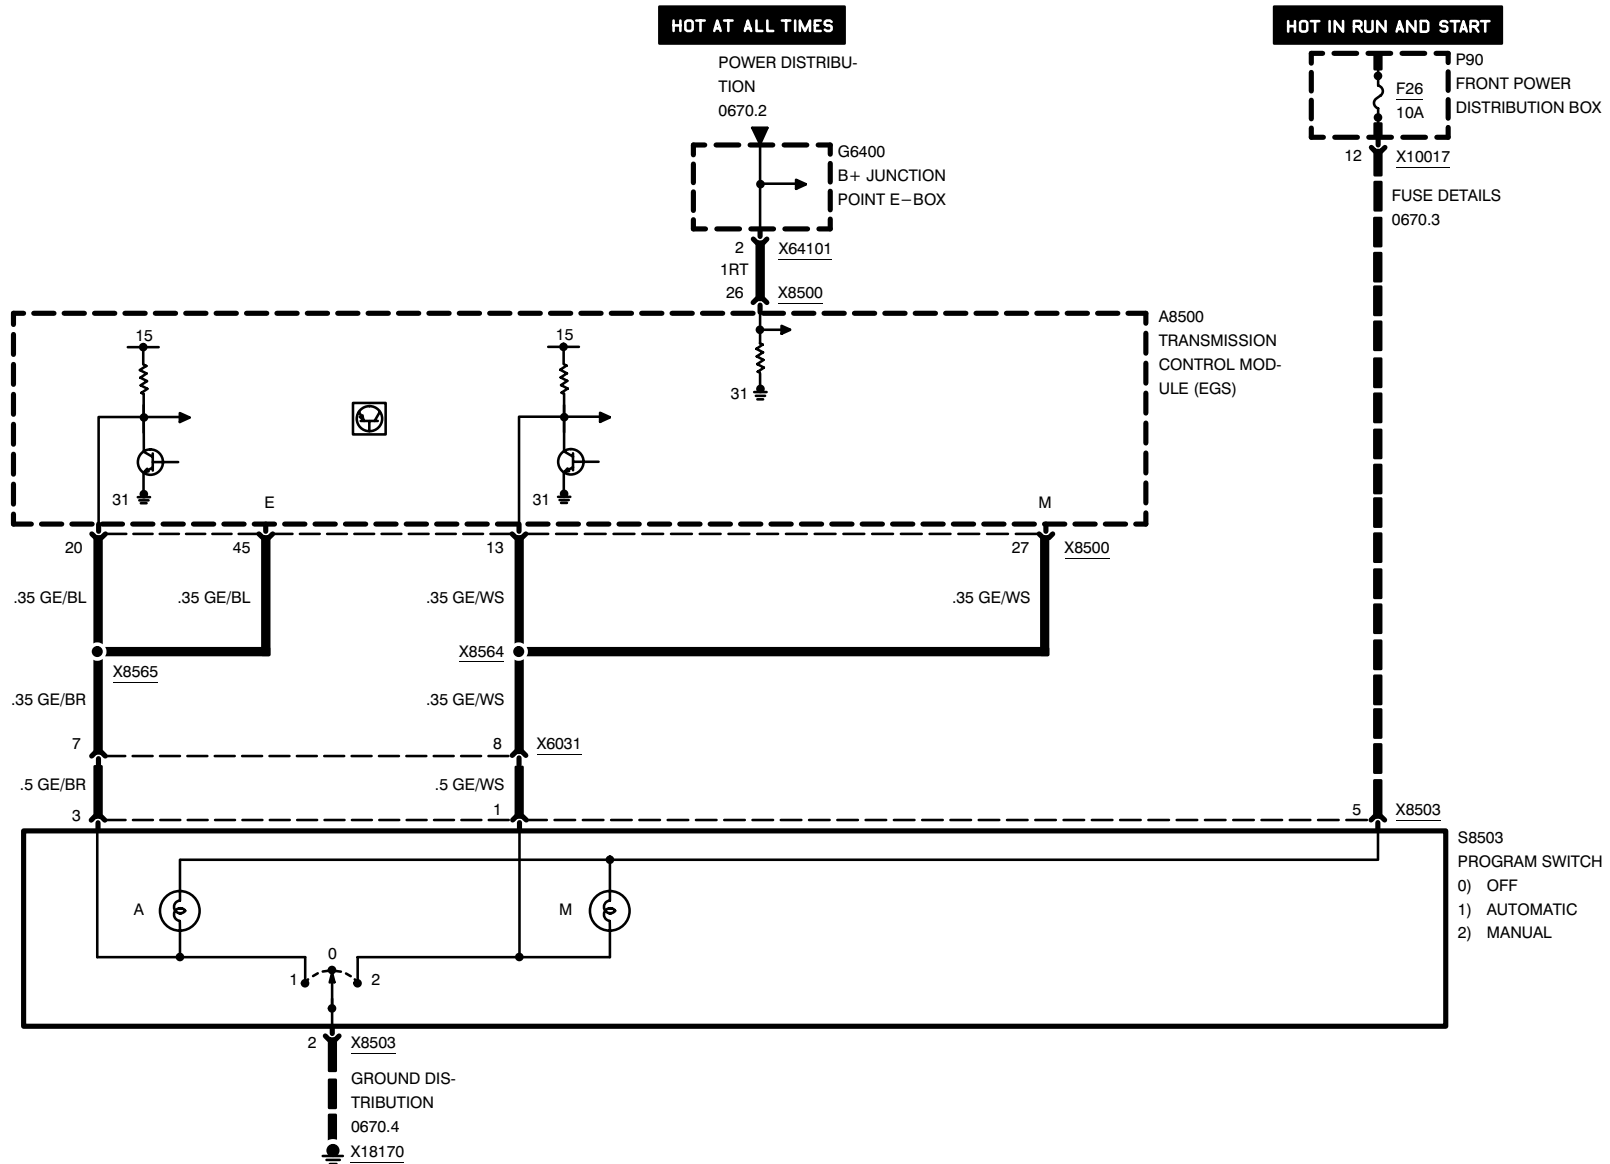 HOT AT ALL TIMES
HOT IN RUN AND START
POWER DISTRIBU-
TION
0670.2
P90
FRONT POWER
DISTRIBUTION BOX
F26
10A
G6400
B+ JUNCTION
POINT E-BOX
12 X10017
FUSE DETAILS
0670.3
2 X64101
1RT
26 X8500
A8500
TRANSMISSION
CONTROL MOD-
ULE (EGS)
15
15
31
31
31
E
M
20
45
13
27
X8500
.35 GE/BL
.35 GE/BL
.35 GE/WS
.35 GE/WS
X8565
X8564
.35 GE/BR
.35 GE/WS
7
8
X6031
.5 GE/BR
.5 GE/WS
3
1
5
X8503
S8503
PROGRAM SWITCH
0) OFF
1) AUTOMATIC
2) MANUAL
A
M
0
1
2
2 X8503
GROUND DIS-
TRIBUTION
0670.4
X18170